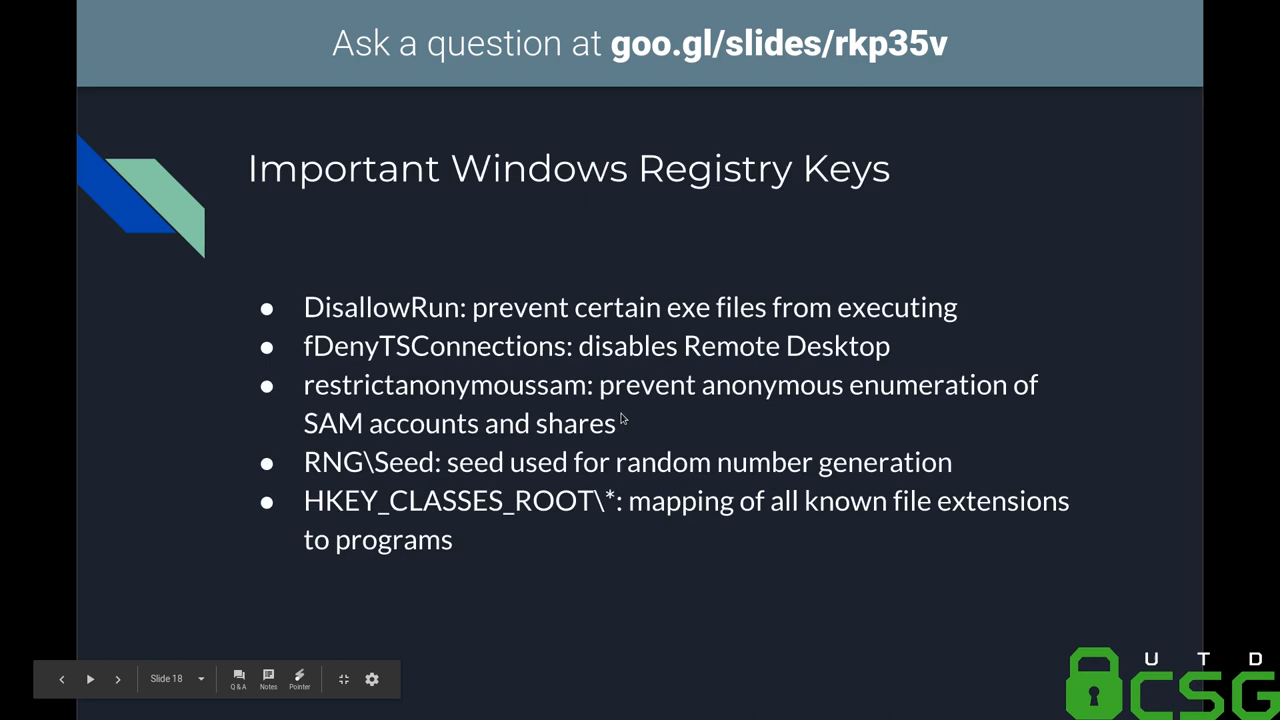 Ask a question at goo.gl/slides/rkp35v
Important Windows Registry Keys
● DisallowRun: prevent certain exe files from executing
● fDenyTSConnections: disables Remote Desktop
● restrictanonymoussam: prevent anonymous enumeration of
SAM accounts and shares
● RNG\Seed: seed used for random number generation
● HKEY_CLASSES_ROOT\*: mapping of all known file extensions
to programs
Slide 18
Q & A Notes Pointer
U T D
CSG